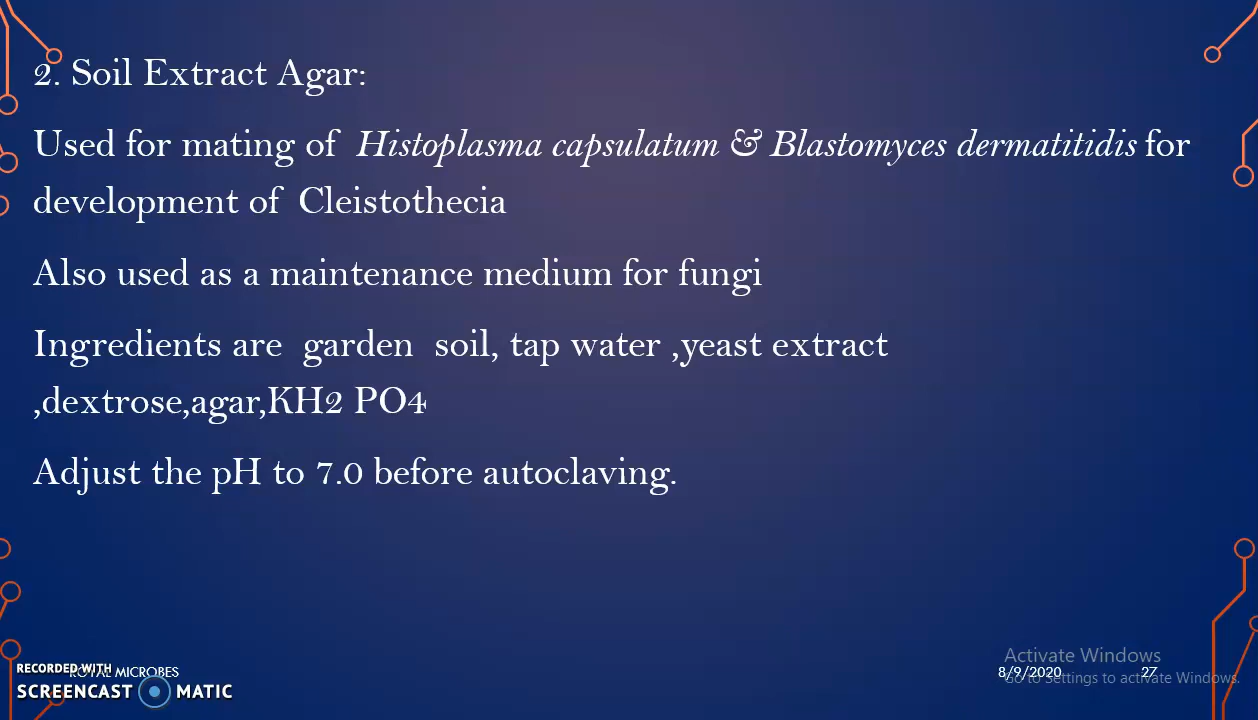 2. Soil Extract Agar:
Used for mating of Histoplasma capsulatum & Blastomyces dermatitidis for
development of Cleistothecia
Also used as a maintenance medium for fungi
Ingredients are garden soil, tap water ,yeast extract
,dextrose,agar,KH2 PO4
Adjust the pH to 7.0 before autoclaving.
Activate Windows
Go to Settings to activate Windows.
RECORDED WITH
ROYAL MICROBES
8/9/2020
27
SCREENCAST MATIC